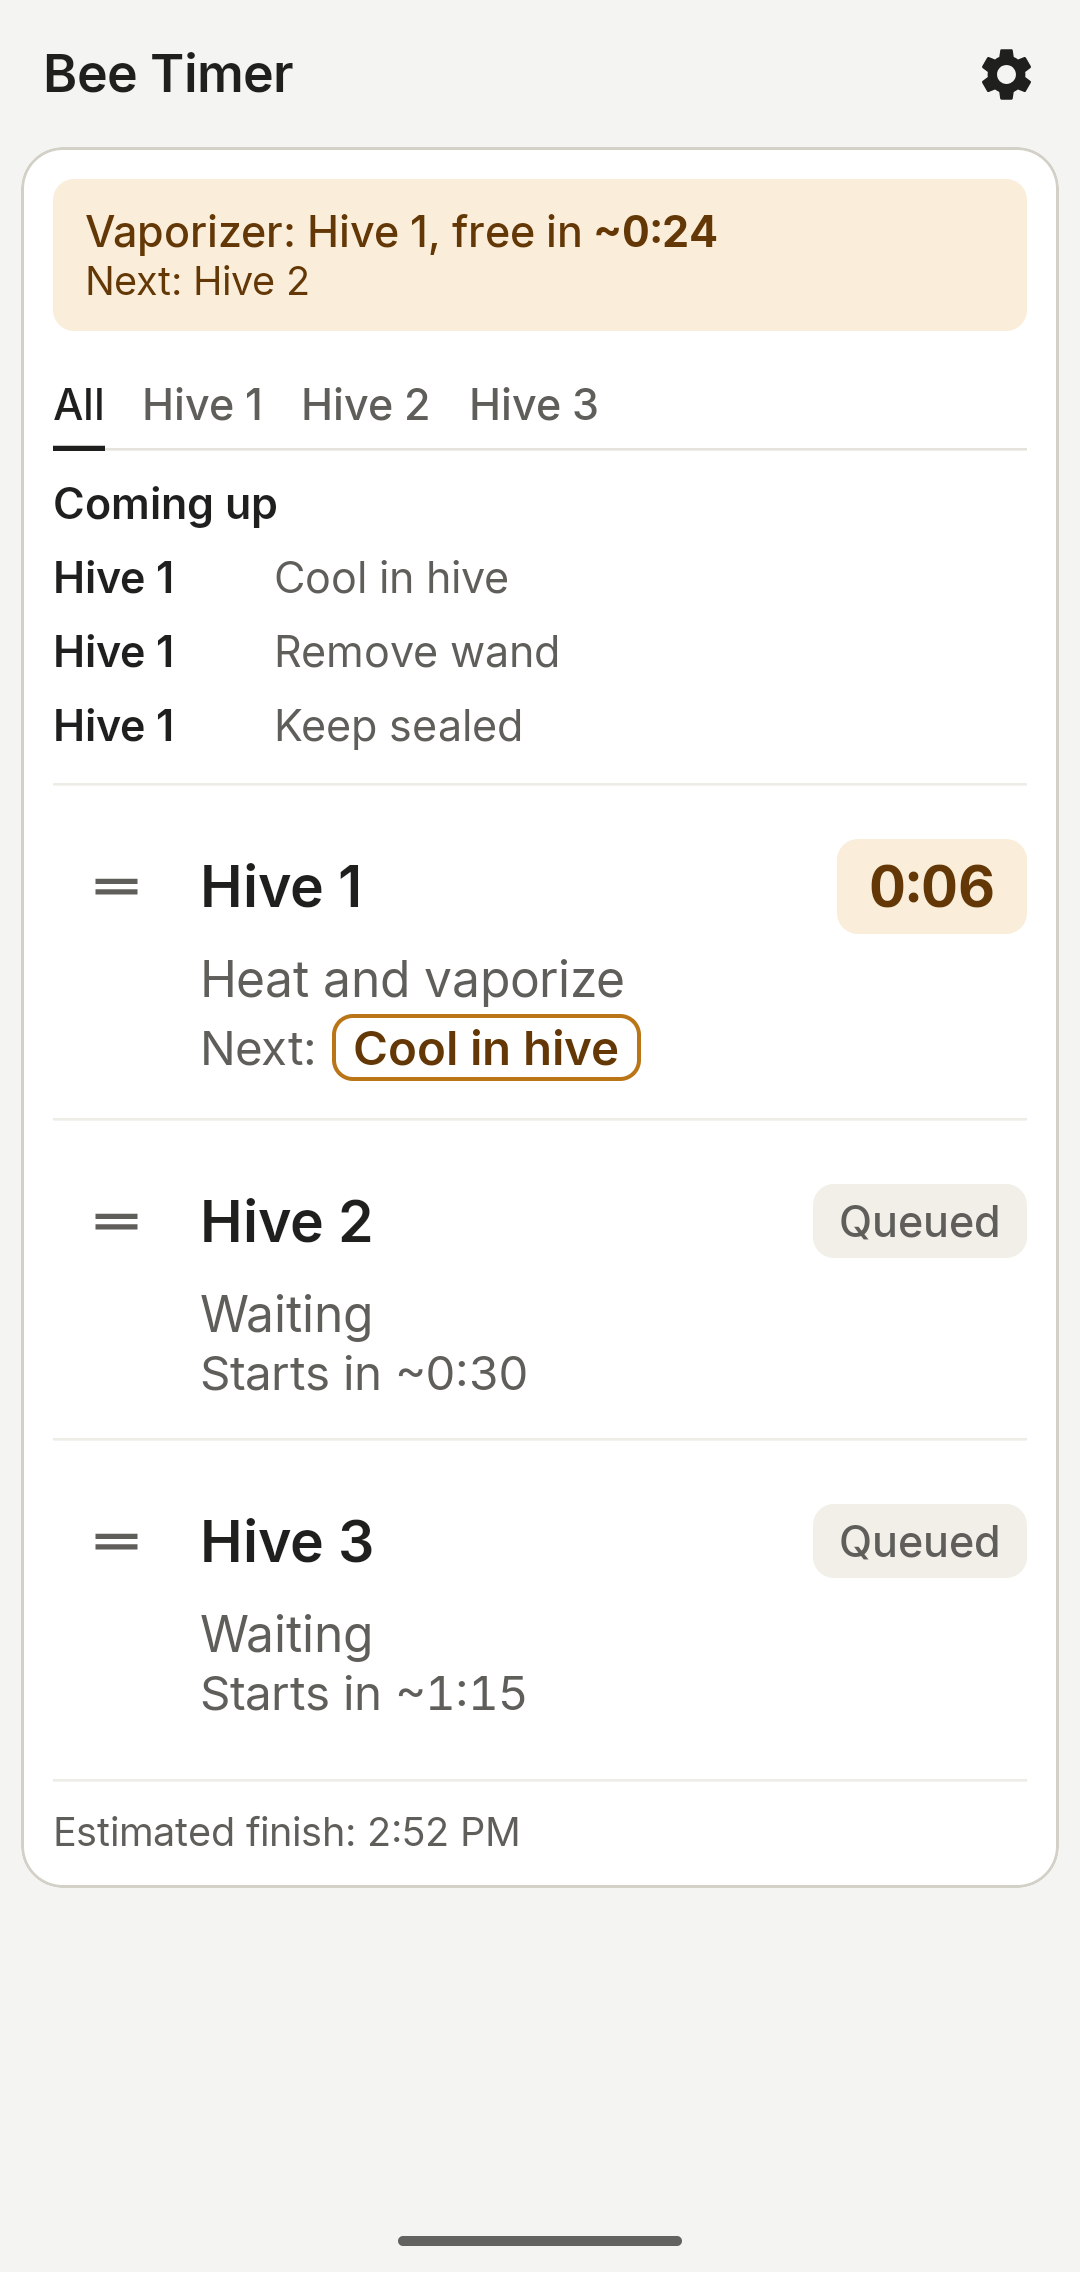 Bee Timer
Vaporizer: Hive 1, free in ~0:24
Next: Hive 2
All Hive 1 Hive 2 Hive 3
Coming up
Hive 1 Cool in hive
Hive 1 Remove wand
Hive 1 Keep sealed
Hive 1 0:06
Heat and vaporize
Next: Cool in hive
Hive 2 Queued
Waiting
Starts in ~0:30
Hive 3 Queued
Waiting
Starts in ~1:15
Estimated finish: 2:52 PM